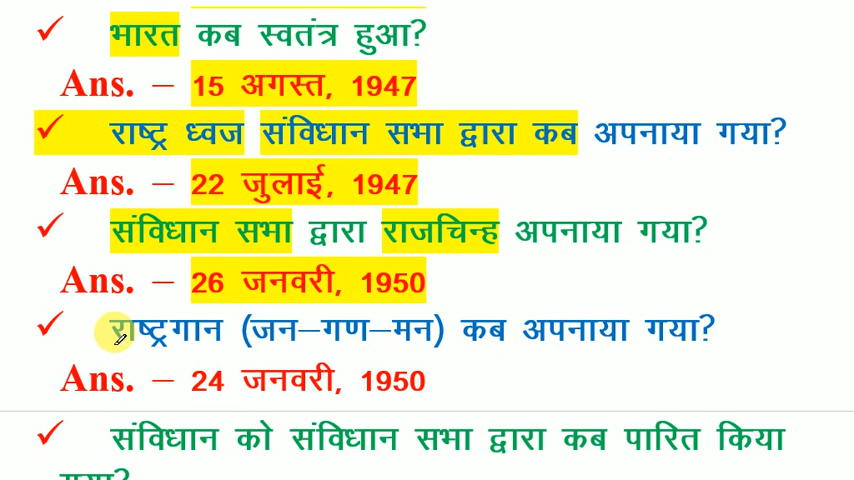 भारत कब स्वतंत्र हुआ?
Ans. – 15 अगस्त, 1947
राष्ट्र ध्वज संविधान सभा द्वारा कब अपनाया गया?
Ans. – 22 जुलाई, 1947
संविधान सभा द्वारा राजचिन्ह अपनाया गया?
Ans. – 26 जनवरी, 1950
राष्ट्रगान (जन–गण–मन) कब अपनाया गया?
Ans. – 24 जनवरी, 1950
संविधान को संविधान सभा द्वारा कब पारित किया
गया?